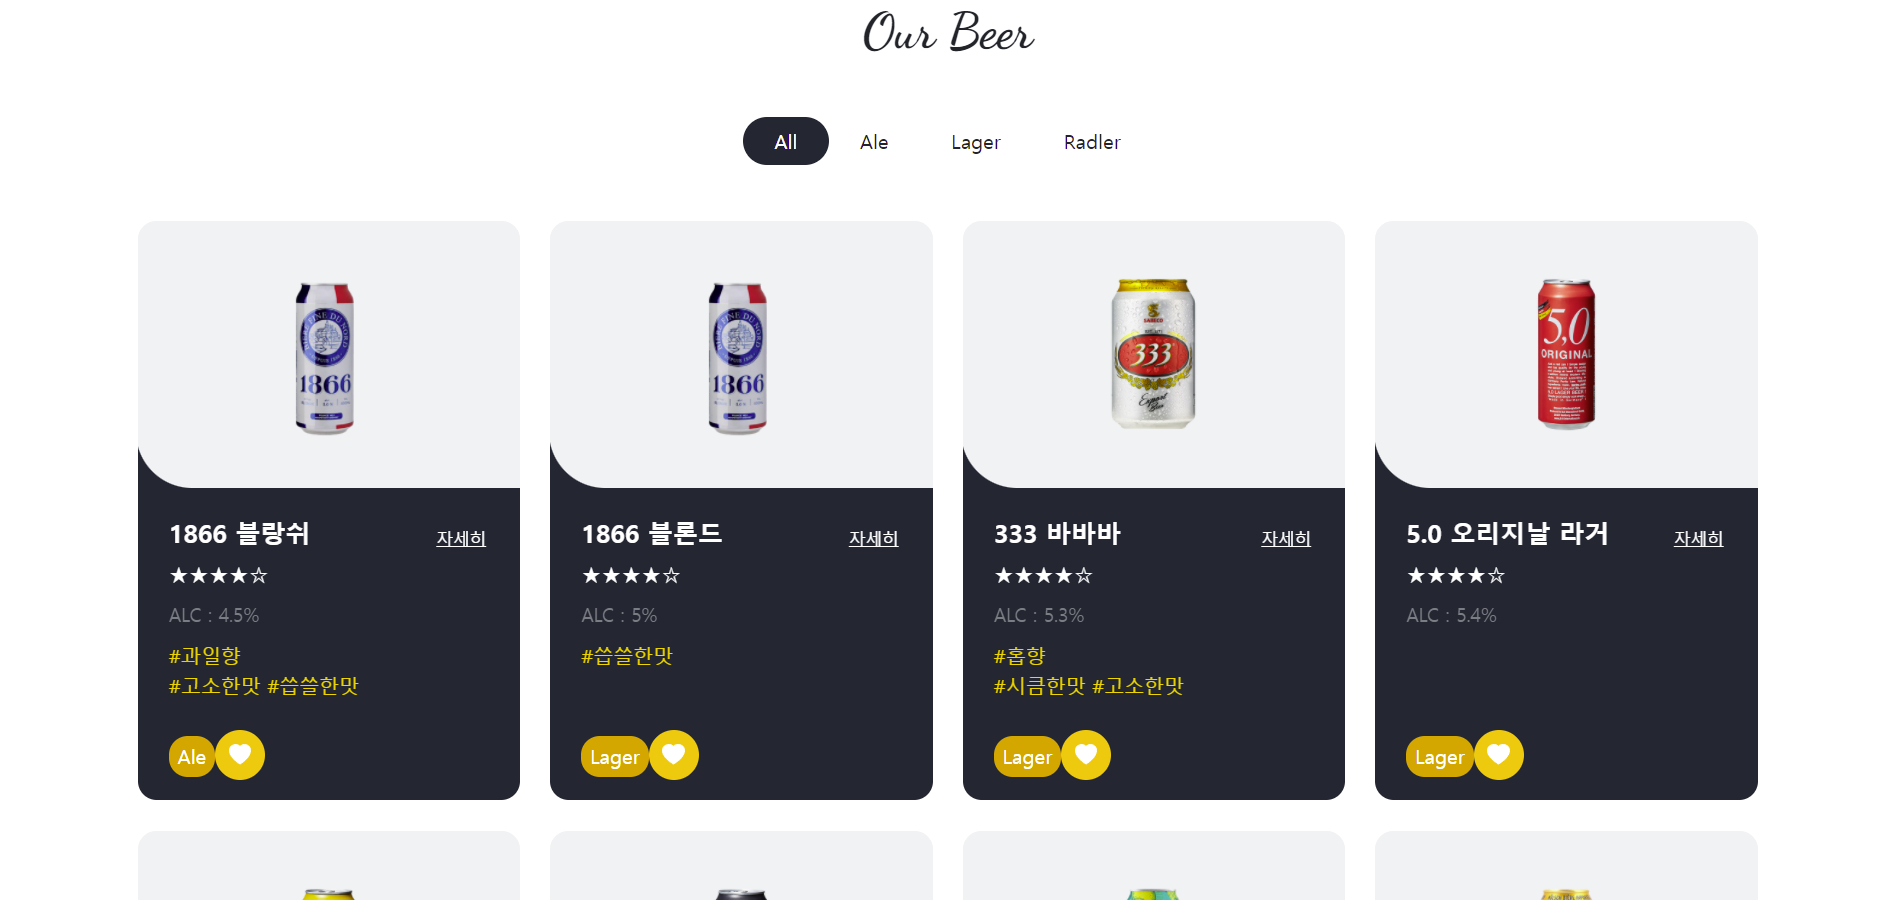 Our Beer
All Ale Lager Radler
1866
1866
SABECO
333
Export
Beer
5,0
ORIGINAL
1866 블랑쉬 자세히
★★★★☆
ALC : 4.5%
#과일향
#고소한맛 #씁쓸한맛
Ale
1866 블론드 자세히
★★★★☆
ALC : 5%
#씁쓸한맛
Lager
333 바바바 자세히
★★★★☆
ALC : 5.3%
#홉향
#시큼한맛 #고소한맛
Lager
5.0 오리지날 라거 자세히
★★★★☆
ALC : 5.4%
Lager